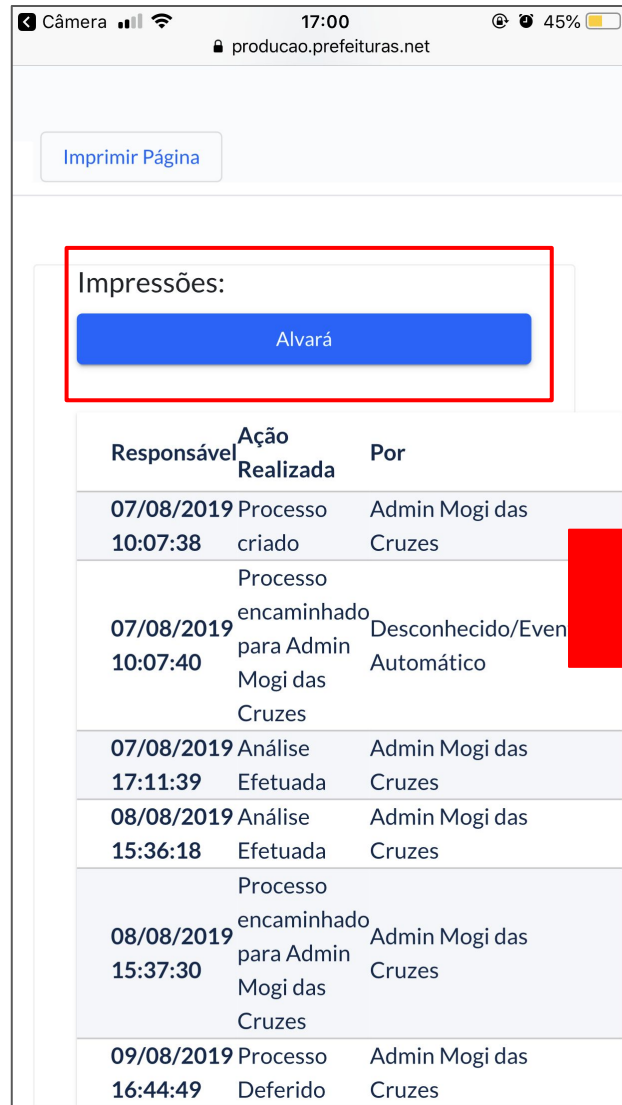 Câmera 17:00 45%
producao.prefeituras.net
Imprimir Página
Impressões:
Alvará
Responsável Ação Realizada Por
07/08/2019 10:07:38 Processo criado Admin Mogi das Cruzes
07/08/2019 10:07:40 Processo encaminhado para Admin Mogi das Cruzes Desconhecido/Even Automático
07/08/2019 17:11:39 Análise Efetuada Admin Mogi das Cruzes
08/08/2019 15:36:18 Análise Efetuada Admin Mogi das Cruzes
08/08/2019 15:37:30 Processo encaminhado para Admin Mogi das Cruzes Admin Mogi das Cruzes
09/08/2019 16:44:49 Processo Deferido Admin Mogi das Cruzes